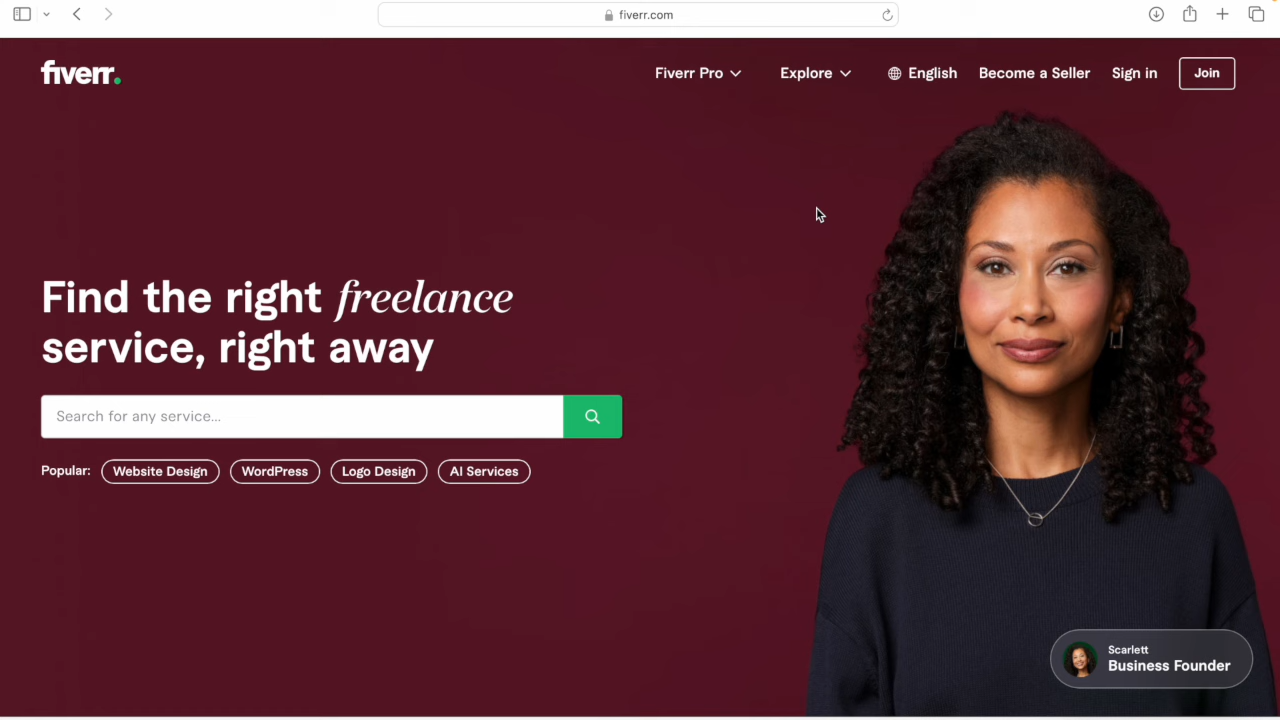 fiverr.com
fiverr.
Fiverr Pro
Explore
English
Become a Seller
Sign in
Join
Find the right freelance
service, right away
Search for any service...
Popular:
Website Design
WordPress
Logo Design
AI Services
Scarlett
Business Founder